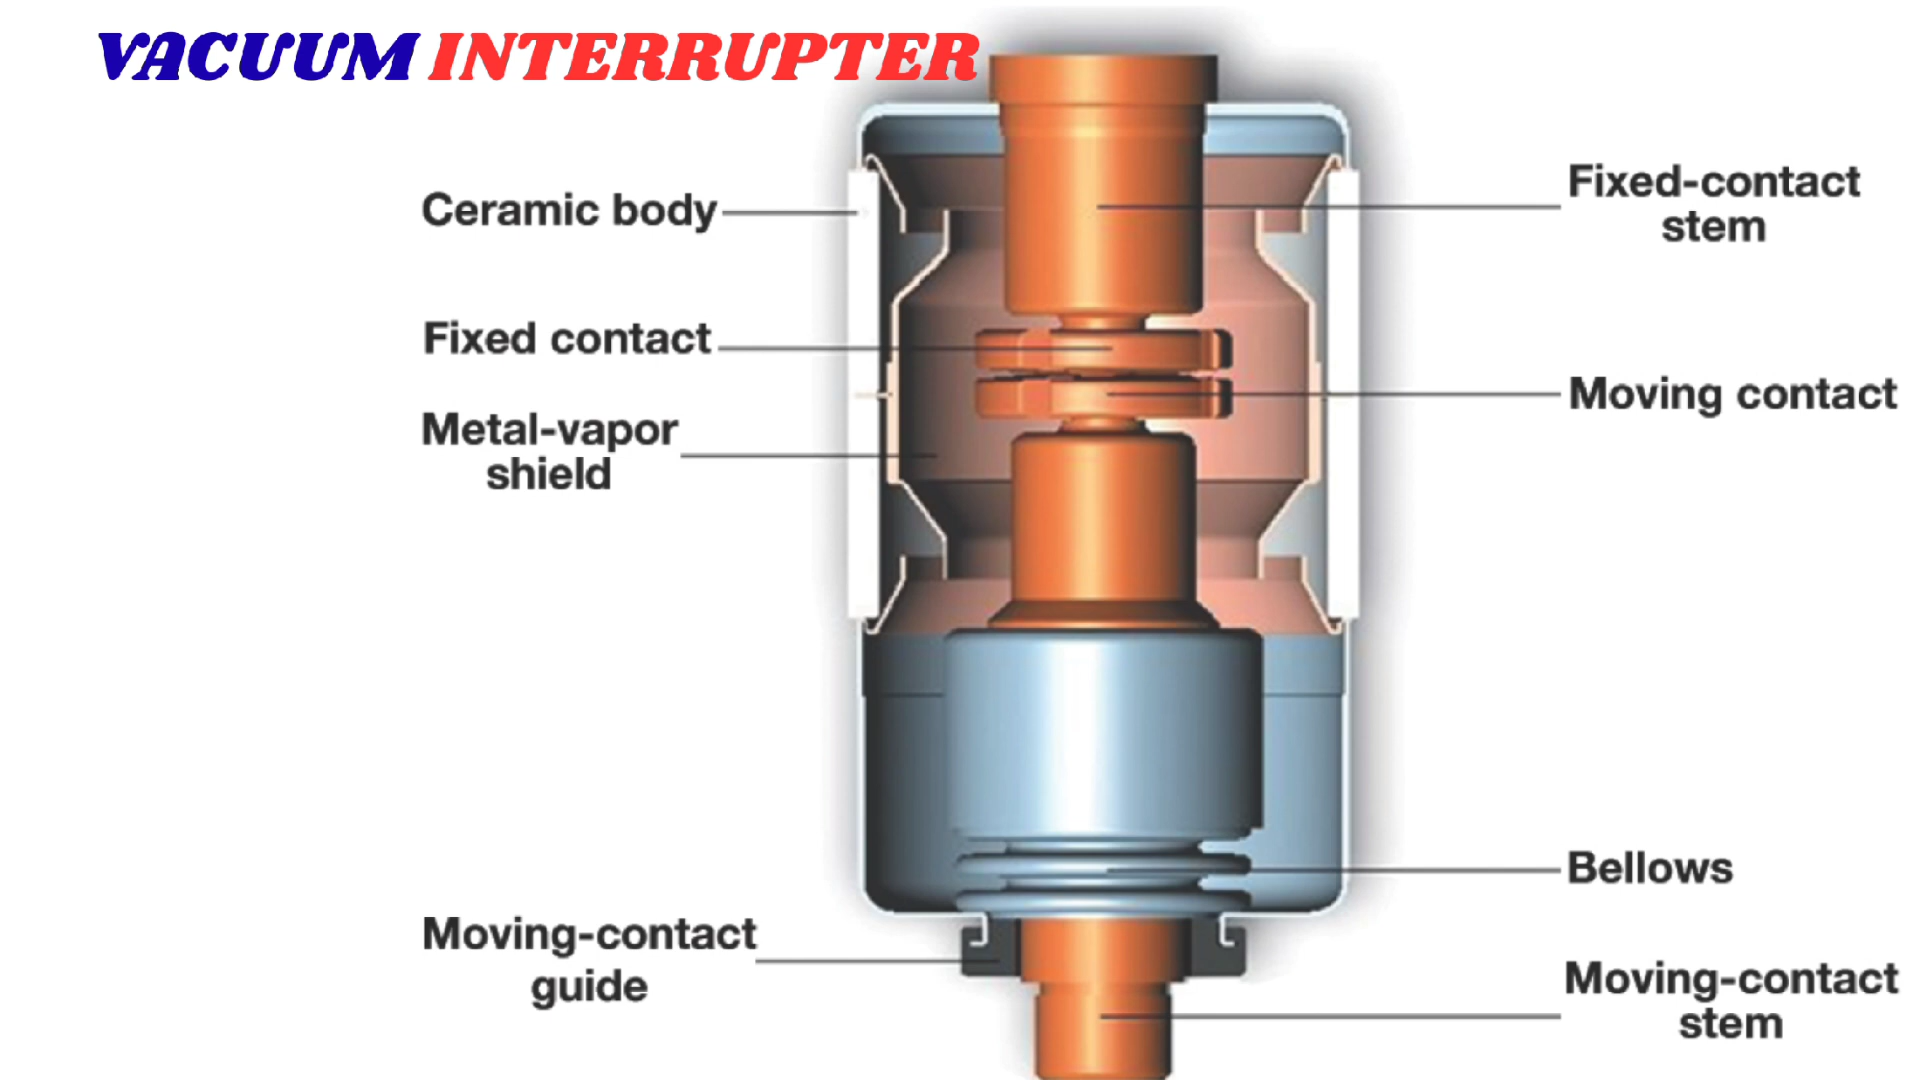 VACUUM INTERRUPTER
Ceramic body
Fixed contact
Metal-vapor
shield
Moving-contact
guide
Fixed-contact
stem
Moving contact
Bellows
Moving-contact
stem